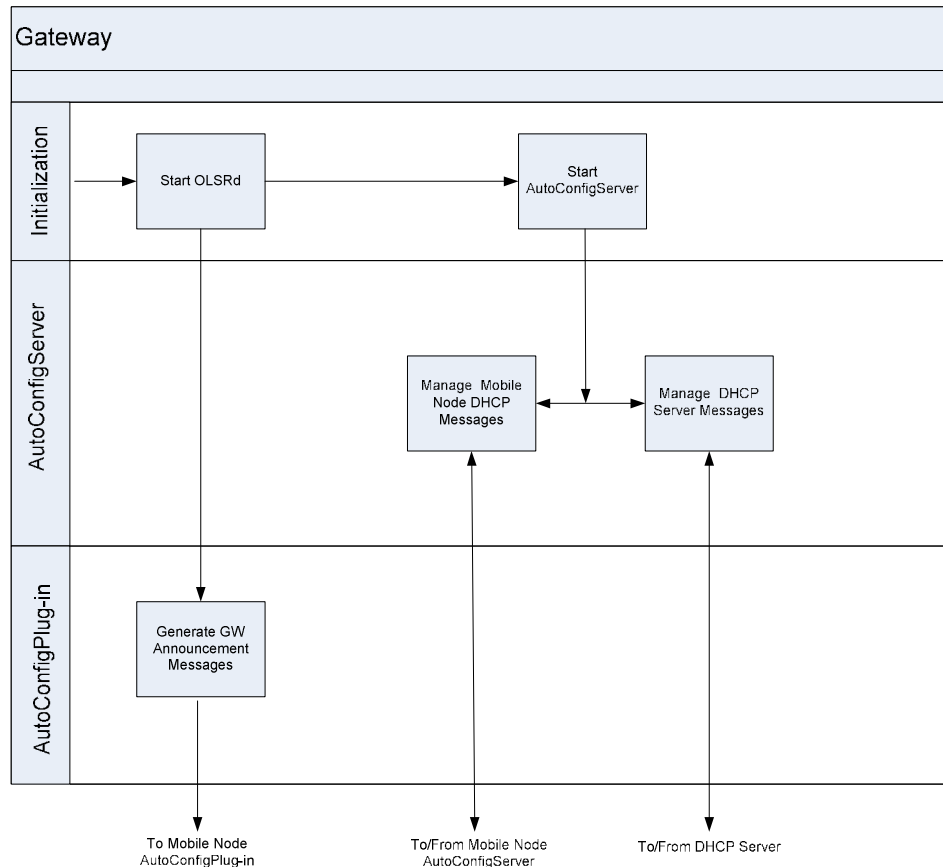 Gateway
Initialization
Start OLSRd
Start
AutoConfigServer
AutoConfigServer
Manage Mobile
Node DHCP
Messages
Manage DHCP
Server Messages
AutoConfigPlug-in
Generate GW
Announcement
Messages
To Mobile Node
AutoConfigPlug-in
To/From Mobile Node
AutoConfigServer
To/From DHCP Server